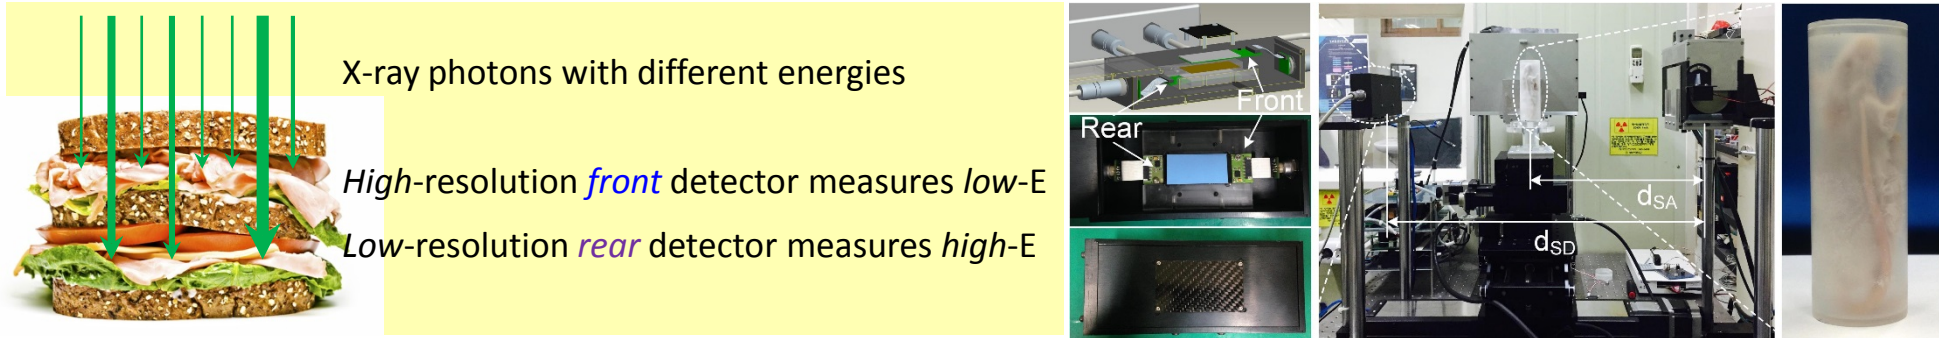 X-ray photons with different energies
High-resolution front detector measures low-E
Low-resolution rear detector measures high-E
Front
Rear
dSA
dSD